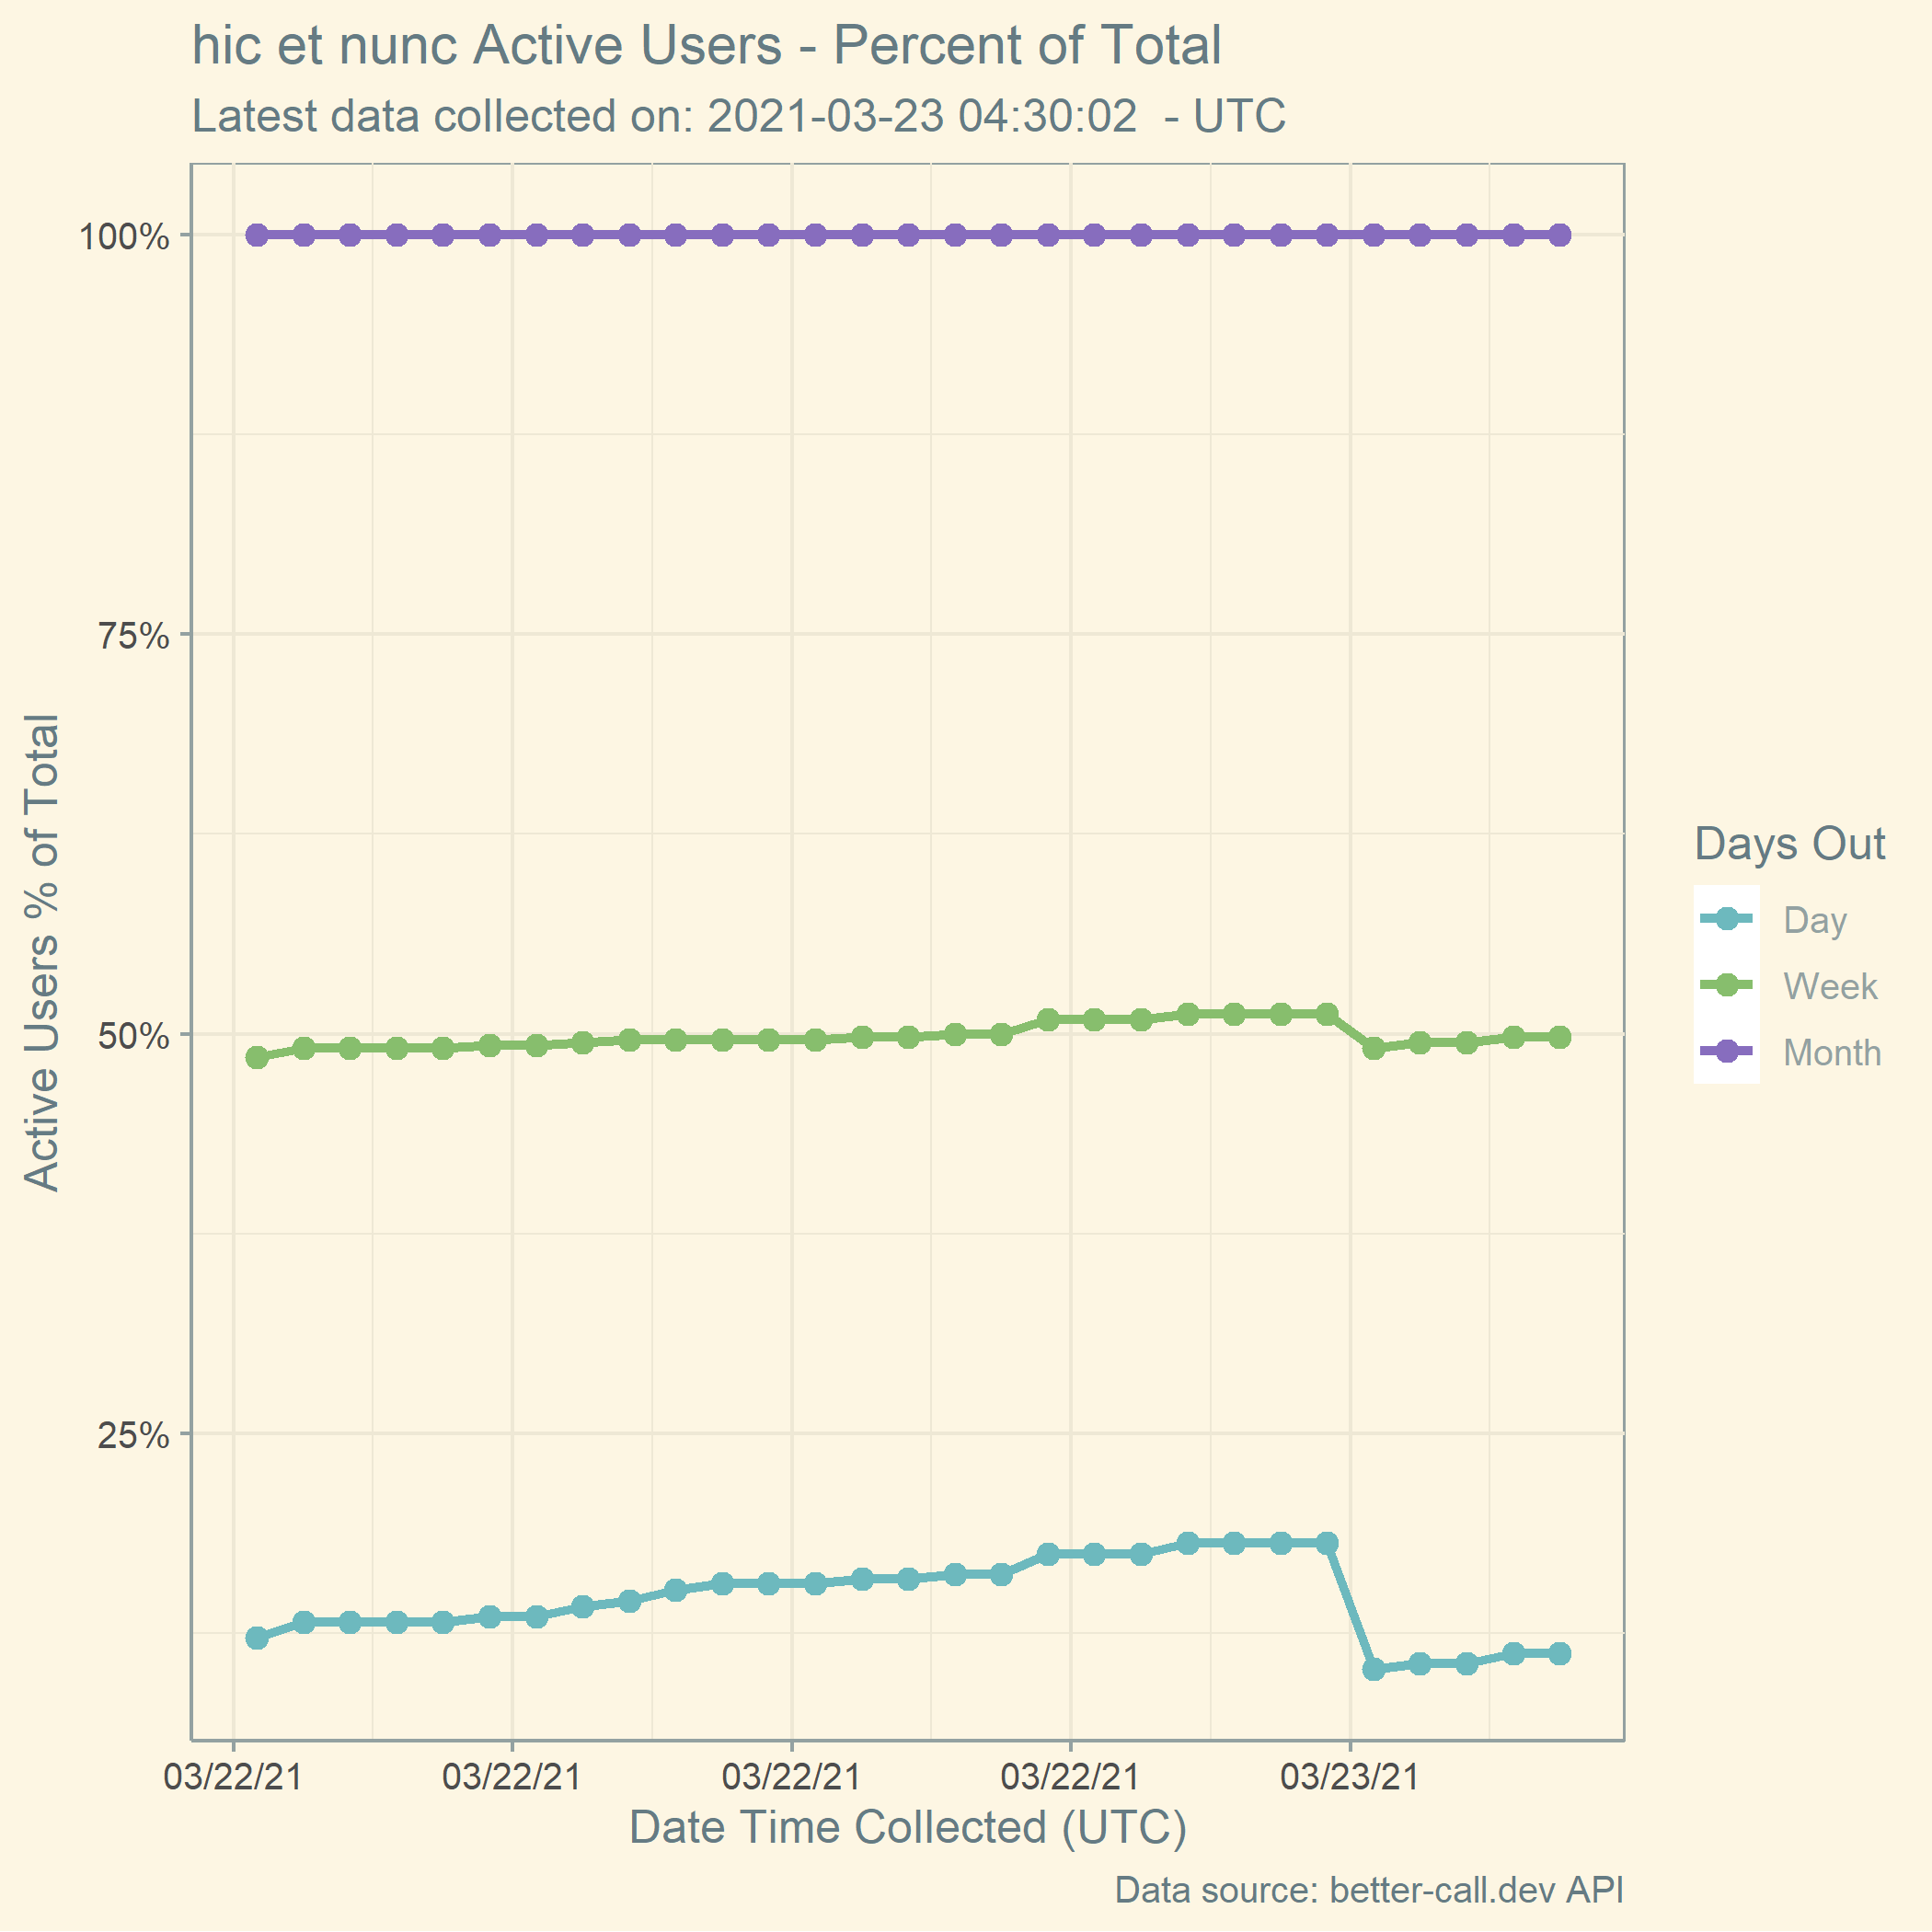 hic et nunc Active Users - Percent of Total
Latest data collected on: 2021-03-23 04:30:02  - UTC
100%
75%
50%
25%
Active Users % of Total
03/22/21 03/22/21 03/22/21 03/22/21 03/23/21
Date Time Collected (UTC)
Days Out
Day
Week
Month
Data source: better-call.dev API